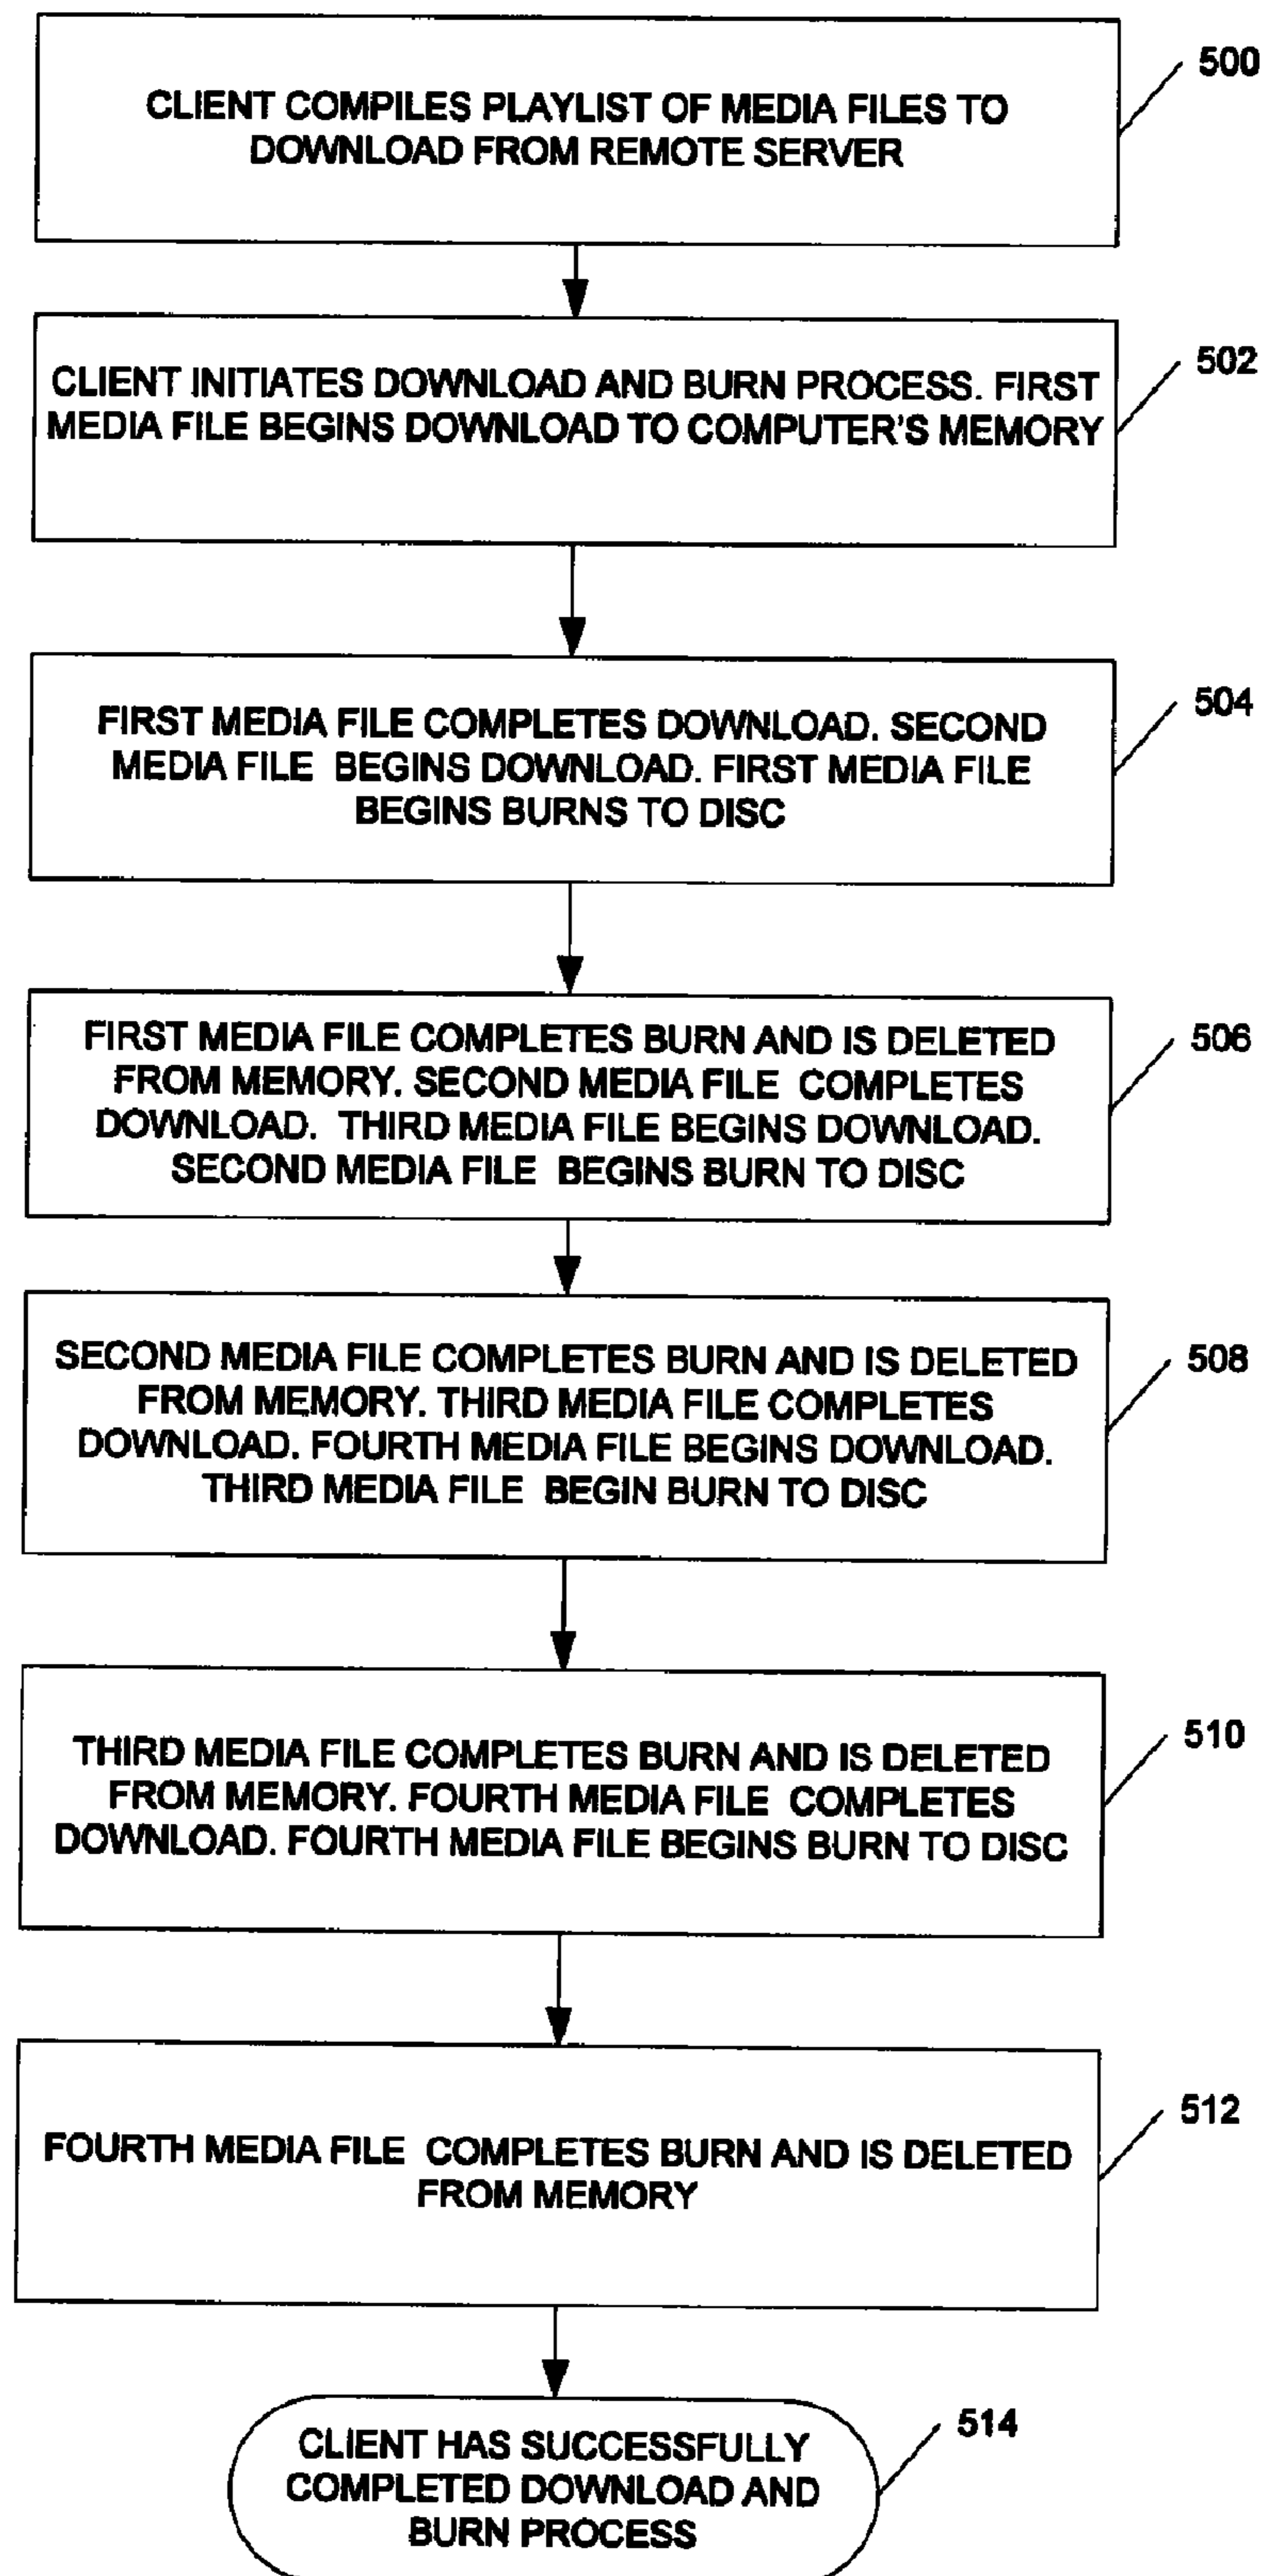 500
CLIENT COMPILES PLAYLIST OF MEDIA FILES TO
DOWNLOAD FROM REMOTE SERVER
502
CLIENT INITIATES DOWNLOAD AND BURN PROCESS. FIRST
MEDIA FILE BEGINS DOWNLOAD TO COMPUTER'S MEMORY
504
FIRST MEDIA FILE COMPLETES DOWNLOAD. SECOND
MEDIA FILE BEGINS DOWNLOAD. FIRST MEDIA FILE
BEGINS BURNS TO DISC
506
FIRST MEDIA FILE COMPLETES BURN AND IS DELETED
FROM MEMORY. SECOND MEDIA FILE COMPLETES
DOWNLOAD. THIRD MEDIA FILE BEGINS DOWNLOAD.
SECOND MEDIA FILE BEGINS BURN TO DISC
508
SECOND MEDIA FILE COMPLETES BURN AND IS DELETED
FROM MEMORY. THIRD MEDIA FILE COMPLETES
DOWNLOAD. FOURTH MEDIA FILE BEGINS DOWNLOAD.
THIRD MEDIA FILE BEGIN BURN TO DISC
510
THIRD MEDIA FILE COMPLETES BURN AND IS DELETED
FROM MEMORY. FOURTH MEDIA FILE COMPLETES
DOWNLOAD. FOURTH MEDIA FILE BEGINS BURN TO DISC
512
FOURTH MEDIA FILE COMPLETES BURN AND IS DELETED
FROM MEMORY
514
CLIENT HAS SUCCESSFULLY
COMPLETED DOWNLOAD AND
BURN PROCESS